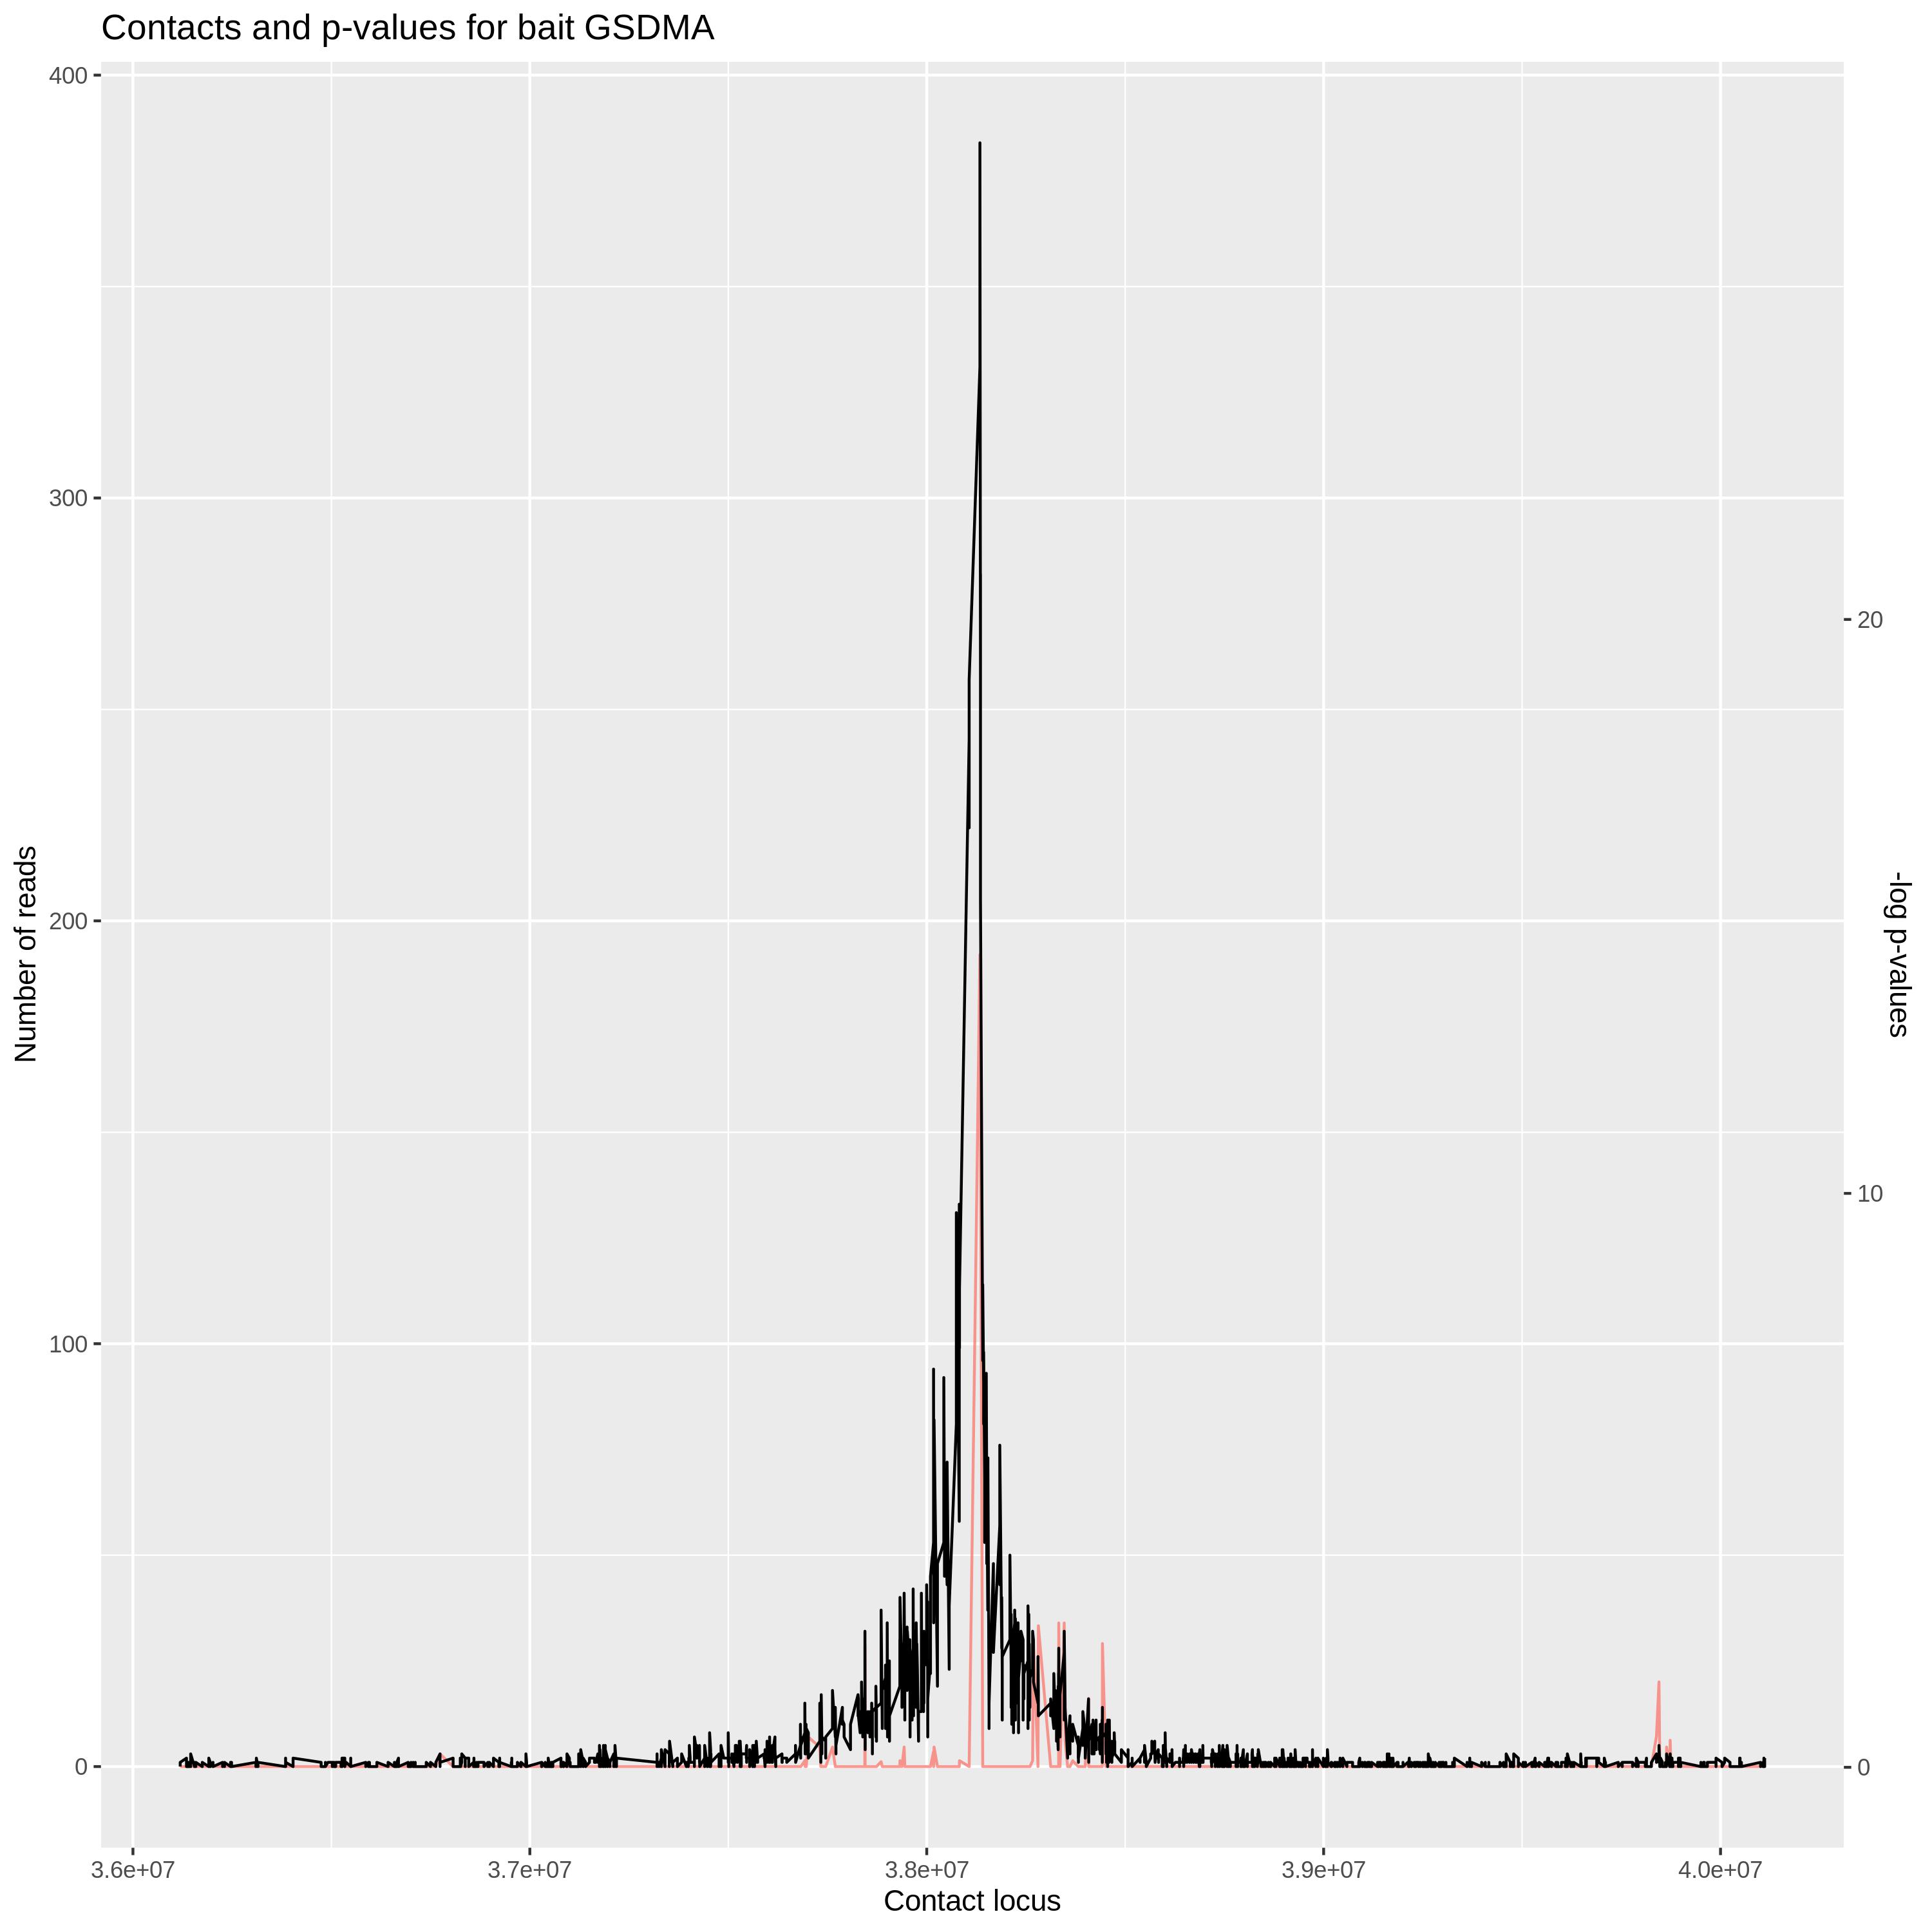 Contacts and p-values for bait GSDMA
400
300
200
100
0
Number of reads
20
10
0
-log p-values
3.6e+07
3.7e+07
3.8e+07
3.9e+07
4.0e+07
Contact locus